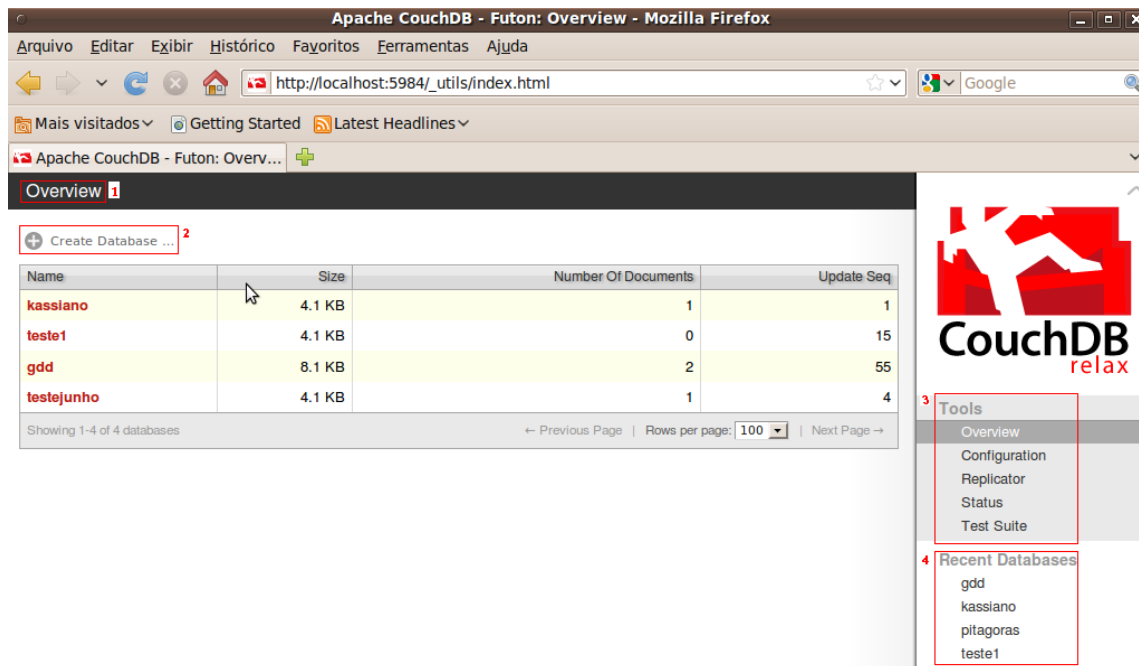 Apache CouchDB - Futon: Overview - Mozilla Firefox
Arquivo Editar Exibir Histórico Favoritos Ferramentas Ajuda
http://localhost:5984/_utils/index.html Google
Mais visitados Getting Started Latest Headlines
Apache CouchDB - Futon: Overv...
Overview 1
Create Database ... 2
Name Size Number Of Documents Update Seq
kassiano 4.1 KB 1 1
teste1 4.1 KB 0 15
gdd 8.1 KB 2 55
testejunho 4.1 KB 1 4
Showing 1-4 of 4 databases ← Previous Page | Rows per page: 100 | Next Page →
CouchDB
relax
3 Tools
Overview
Configuration
Replicator
Status
Test Suite
4 Recent Databases
gdd
kassiano
pitagoras
teste1